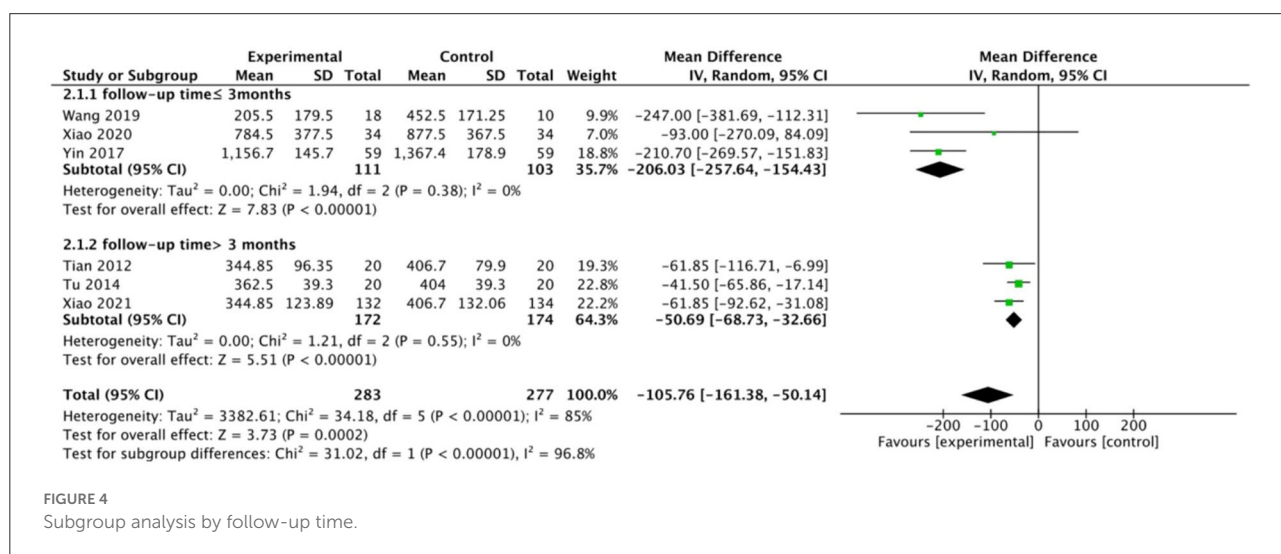 Experimental Control Mean Difference Mean Difference
Study or Subgroup Mean SD Total Mean SD Total Weight IV, Random, 95% CI IV, Random, 95% CI
2.1.1 follow-up time≤ 3months
Wang 2019 205.5 179.5 18 452.5 171.25 10 9.9% −247.00 [−381.69, −112.31]
Xiao 2020 784.5 377.5 34 877.5 367.5 34 7.0% −93.00 [−270.09, 84.09]
Yin 2017 1,156.7 145.7 59 1,367.4 178.9 59 18.8% −210.70 [−269.57, −151.83]
Subtotal (95% CI) 111 103 35.7% −206.03 [−257.64, −154.43]
Heterogeneity: Tau² = 0.00; Chi² = 1.94, df = 2 (P = 0.38); I² = 0%
Test for overall effect: Z = 7.83 (P < 0.00001)
2.1.2 follow-up time> 3 months
Tian 2012 344.85 96.35 20 406.7 79.9 20 19.3% −61.85 [−116.71, −6.99]
Tu 2014 362.5 39.3 20 404 39.3 20 22.8% −41.50 [−65.86, −17.14]
Xiao 2021 344.85 123.89 132 406.7 132.06 134 22.2% −61.85 [−92.62, −31.08]
Subtotal (95% CI) 172 174 64.3% −50.69 [−68.73, −32.66]
Heterogeneity: Tau² = 0.00; Chi² = 1.21, df = 2 (P = 0.55); I² = 0%
Test for overall effect: Z = 5.51 (P < 0.00001)
Total (95% CI) 283 277 100.0% −105.76 [−161.38, −50.14]
Heterogeneity: Tau² = 3382.61; Chi² = 34.18, df = 5 (P < 0.00001); I² = 85%
Test for overall effect: Z = 3.73 (P = 0.0002)
Test for subgroup differences: Chi² = 31.02, df = 1 (P < 0.00001), I² = 96.8%
−200 −100 0 100 200
Favours [experimental] Favours [control]
FIGURE 4
Subgroup analysis by follow-up time.